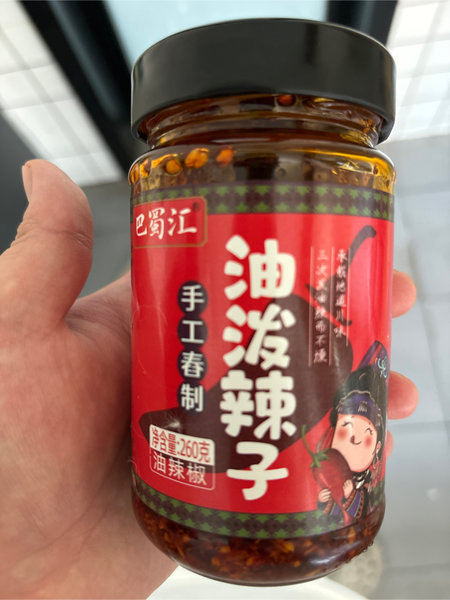 巴蜀汇
油泼辣子
手工舂制
净含量:260克
油辣椒